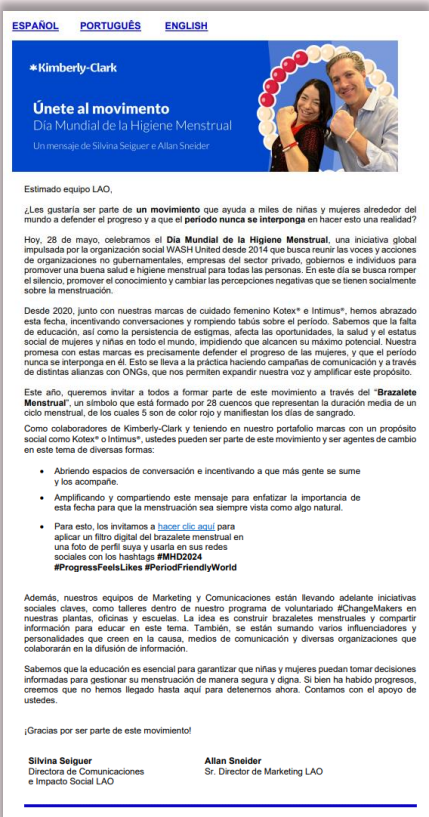 ESPAÑOL PORTUGUÊS ENGLISH
Kimberly-Clark
Únete al movimiento
Día Mundial de la Higiene Menstrual
Un mensaje de Silvina Seiguer e Allan Sneider
Estimado equipo LAO,
¿Les gustaría ser parte de un movimiento que ayuda a miles de niñas y mujeres alrededor del
mundo a defender el progreso y a que el periodo nunca se interponga en hacer esto una realidad?
Hoy, 28 de mayo, celebramos el Día Mundial de la Higiene Menstrual, una iniciativa global
impulsada por la organización social WASH United desde 2014 que busca reunir las voces y acciones
de organizaciones no gubernamentales, empresas del sector privado, gobiernos e individuos para
promover una buena salud e higiene menstrual para todas las personas. En este día se busca romper
el silencio, promover el conocimiento y cambiar las percepciones negativas que se tienen socialmente
sobre la menstruación.
Desde 2020, junto con nuestras marcas de cuidado femenino Kotex® e Intimus®, hemos abrazado
esta fecha, incentivando conversaciones y rompiendo tabús sobre el período. Sabemos que la falta
de educación, así como la persistencia de estigmas, afecta las oportunidades, la salud y el estatus
social de mujeres y niñas en todo el mundo, impidiendo que alcancen su máximo potencial. Nuestra
promesa con estas marcas es precisamente defender el progreso de las mujeres, y que el período
nunca se interponga en él. Esto se lleva a la práctica haciendo campañas de comunicación y a través
de distintas alianzas con ONGs, que nos permiten expandir nuestra voz y amplificar este propósito.
Este año, queremos invitar a todos a formar parte de este movimiento a través del “Brazalete
Menstrual”, un símbolo que está formado por 28 cuencos que representan la duración media de un
ciclo menstrual, de los cuales 5 son de color rojo y manifiestan los días de sangrado.
Como colaboradores de Kimberly-Clark y teniendo en nuestro portafolio marcas con un propósito
social como Kotex® o Intimus®, ustedes pueden ser parte de este movimiento y ser agentes de cambio
en este tema de diversas formas:
• Abriendo espacios de conversación e incentivando a que más gente se sume
y los acompañe.
• Amplificando y compartiendo este mensaje para enfatizar la importancia de
esta fecha para que la menstruación sea siempre vista como algo natural.
• Para esto, los invitamos a hacer clic aquí para
aplicar un filtro digital del brazalete menstrual en
una foto de perfil suya y usarla en sus redes
sociales con los hashtags #MHD2024
#ProgressFeelsLikes #PeriodFriendlyWorld
Además, nuestros equipos de Marketing y Comunicaciones están llevando adelante iniciativas
sociales claves, como talleres dentro de nuestro programa de voluntariado #ChangeMakers en
nuestras plantas, oficinas y escuelas. La idea es construir brazaletes menstruales y compartir
información para educar en este tema. También, se están sumando varios influenciadores y
personalidades que creen en la causa, medios de comunicación y diversas organizaciones que
colaborarán en la difusión de información.
Sabemos que la educación es esencial para garantizar que niñas y mujeres puedan tomar decisiones
informadas para gestionar su menstruación de manera segura y digna. Si bien ha habido progresos,
creemos que no hemos llegado hasta aquí para detenernos ahora. Contamos con el apoyo de
ustedes.
¡Gracias por ser parte de este movimiento!
Silvina Seiguer Allan Sneider
Directora de Comunicaciones Sr. Director de Marketing LAO
e Impacto Social LAO